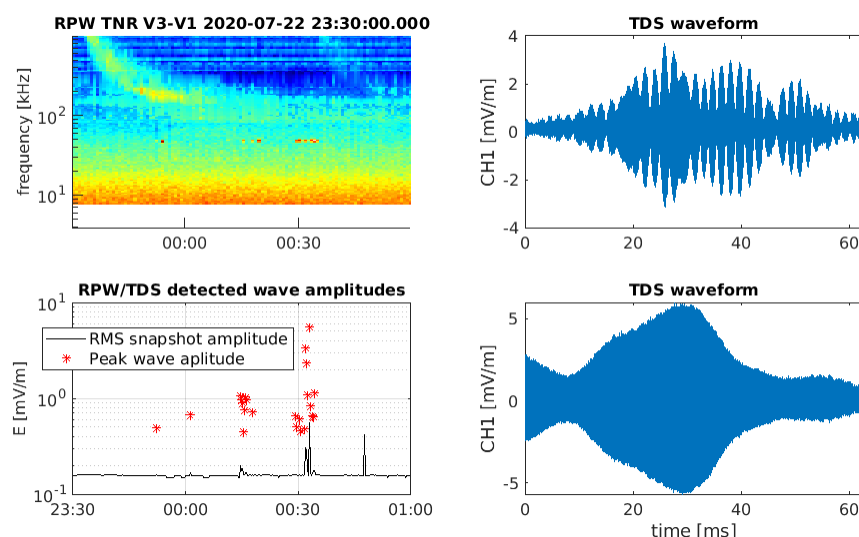 RPW TNR V3-V1 2020-07-22 23:30:00.000
frequency [kHz]
10²
10¹
00:00
00:30
TDS waveform
CH1 [mV/m]
4
2
0
-2
-4
0
20
40
60
RPW/TDS detected wave amplitudes
E [mV/m]
10¹
10⁰
10⁻¹
RMS snapshot amplitude
Peak wave aplitude
23:30
00:00
00:30
01:00
TDS waveform
CH1 [mV/m]
5
0
-5
0
20
40
60
time [ms]